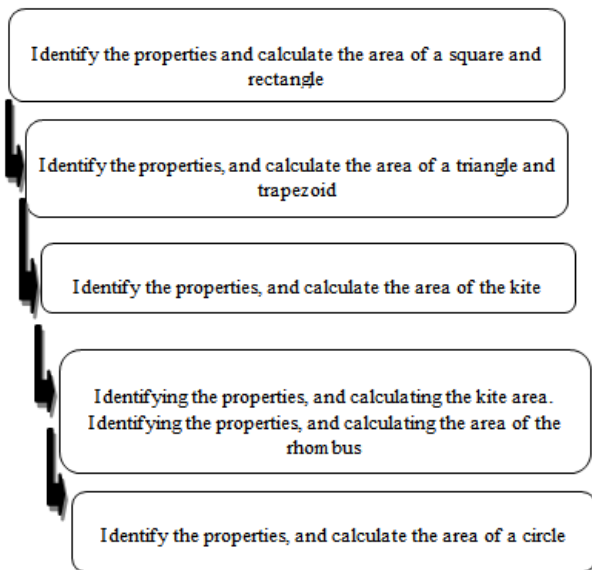 Identify the properties and calculate the area of a square and
rectangle
Identify the properties, and calculate the area of a triangle and
trapezoid
Identify the properties, and calculate the area of the kite
Identifying the properties, and calculating the kite area.
Identifying the properties, and calculating the area of the
rhombus
Identify the properties, and calculate the area of a circle